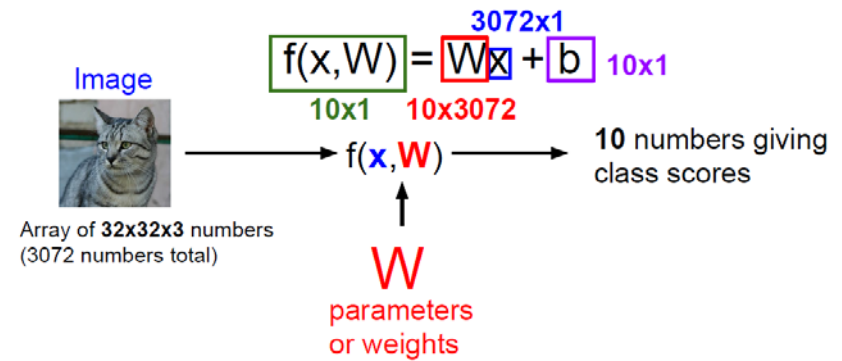 3072x1
f(x,W) = Wx + b 10x1
10x1 10x3072
Image
f(x,W)
10 numbers giving
class scores
Array of 32x32x3 numbers
(3072 numbers total)
W
parameters
or weights